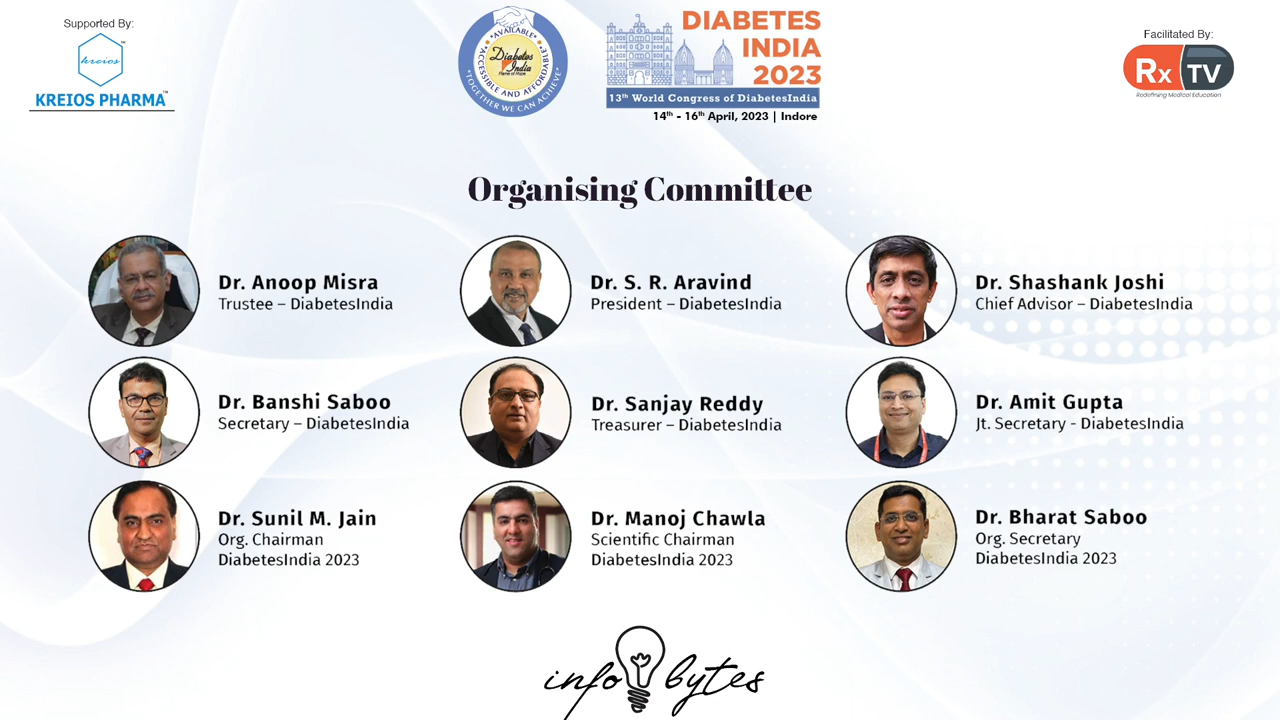 Supported By:
kreios
KREIOS PHARMA™
AVAILABLE
ACCESSIBLE AND AFFORDABLE
Diabetes
India
"TOGETHER WE CAN ACHIEVE"
DIABETES
INDIA
2023
13th World Congress of DiabetesIndia
14th - 16th April, 2023 | Indore
Facilitated By:
Rx TV
Redefining Medical Education
Organising Committee
Dr. Anoop Misra
Trustee – DiabetesIndia
Dr. S. R. Aravind
President – DiabetesIndia
Dr. Shashank Joshi
Chief Advisor – DiabetesIndia
Dr. Banshi Saboo
Secretary – DiabetesIndia
Dr. Sanjay Reddy
Treasurer – DiabetesIndia
Dr. Amit Gupta
Jt. Secretary - DiabetesIndia
Dr. Sunil M. Jain
Org. Chairman
DiabetesIndia 2023
Dr. Manoj Chawla
Scientific Chairman
DiabetesIndia 2023
Dr. Bharat Saboo
Org. Secretary
DiabetesIndia 2023
info bytes